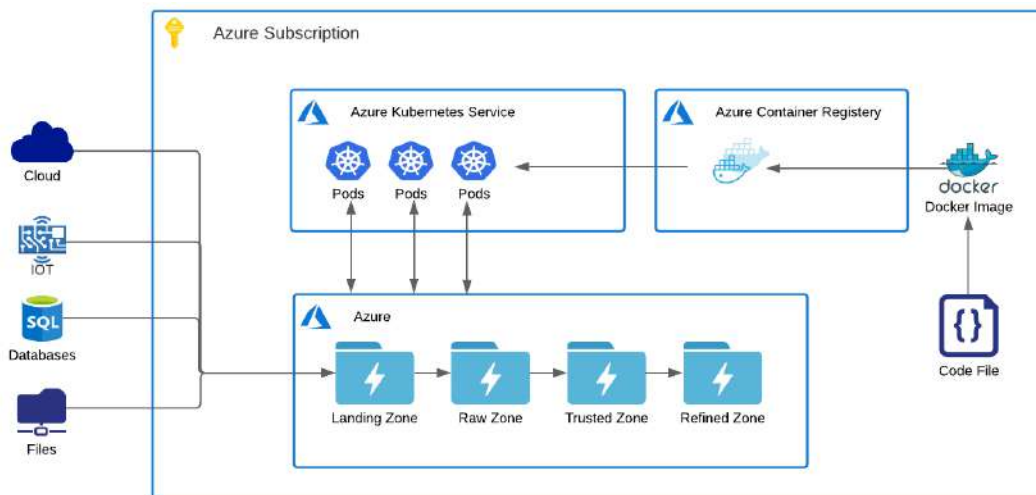 Azure Subscription
Azure Kubernetes Service
Azure Container Registry
Cloud
Pods Pods Pods
docker
Docker Image
IOT
Azure
SQL
Databases
{}
Code File
Landing Zone Raw Zone Trusted Zone Refined Zone
Files